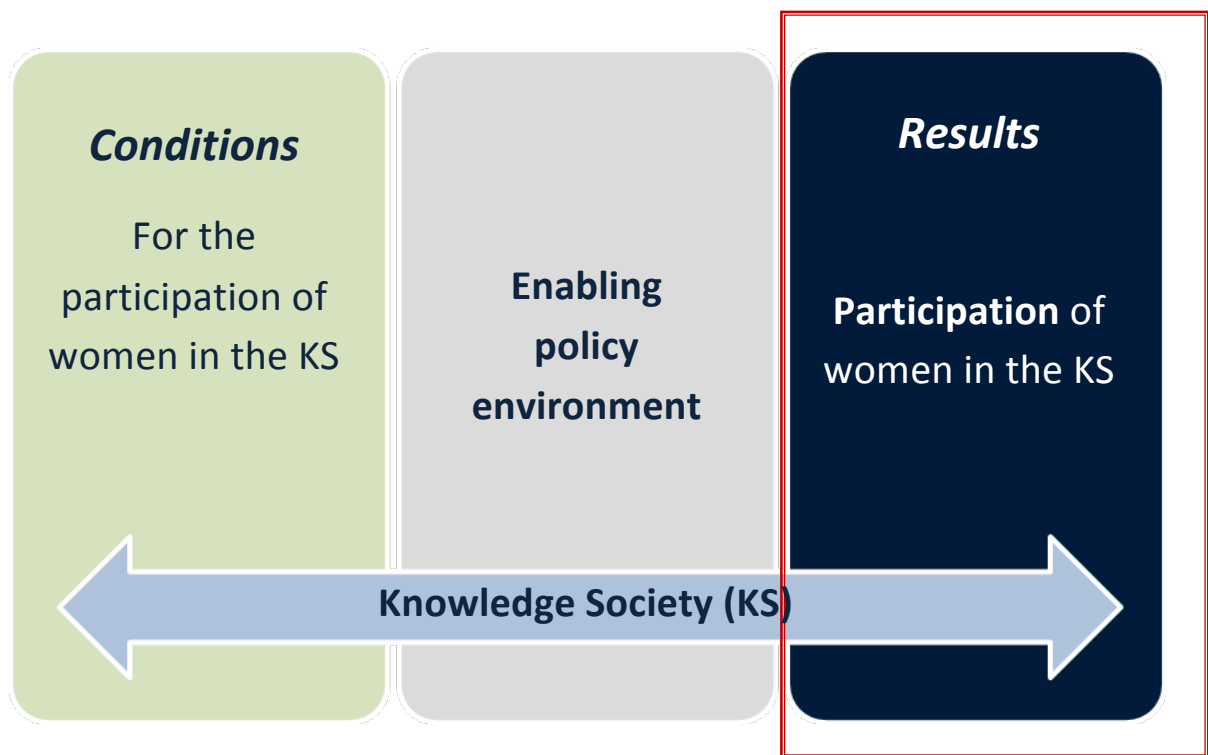 Conditions
For the
participation of
women in the KS
Enabling
policy
environment
Results
Participation of
women in the KS
Knowledge Society (KS)